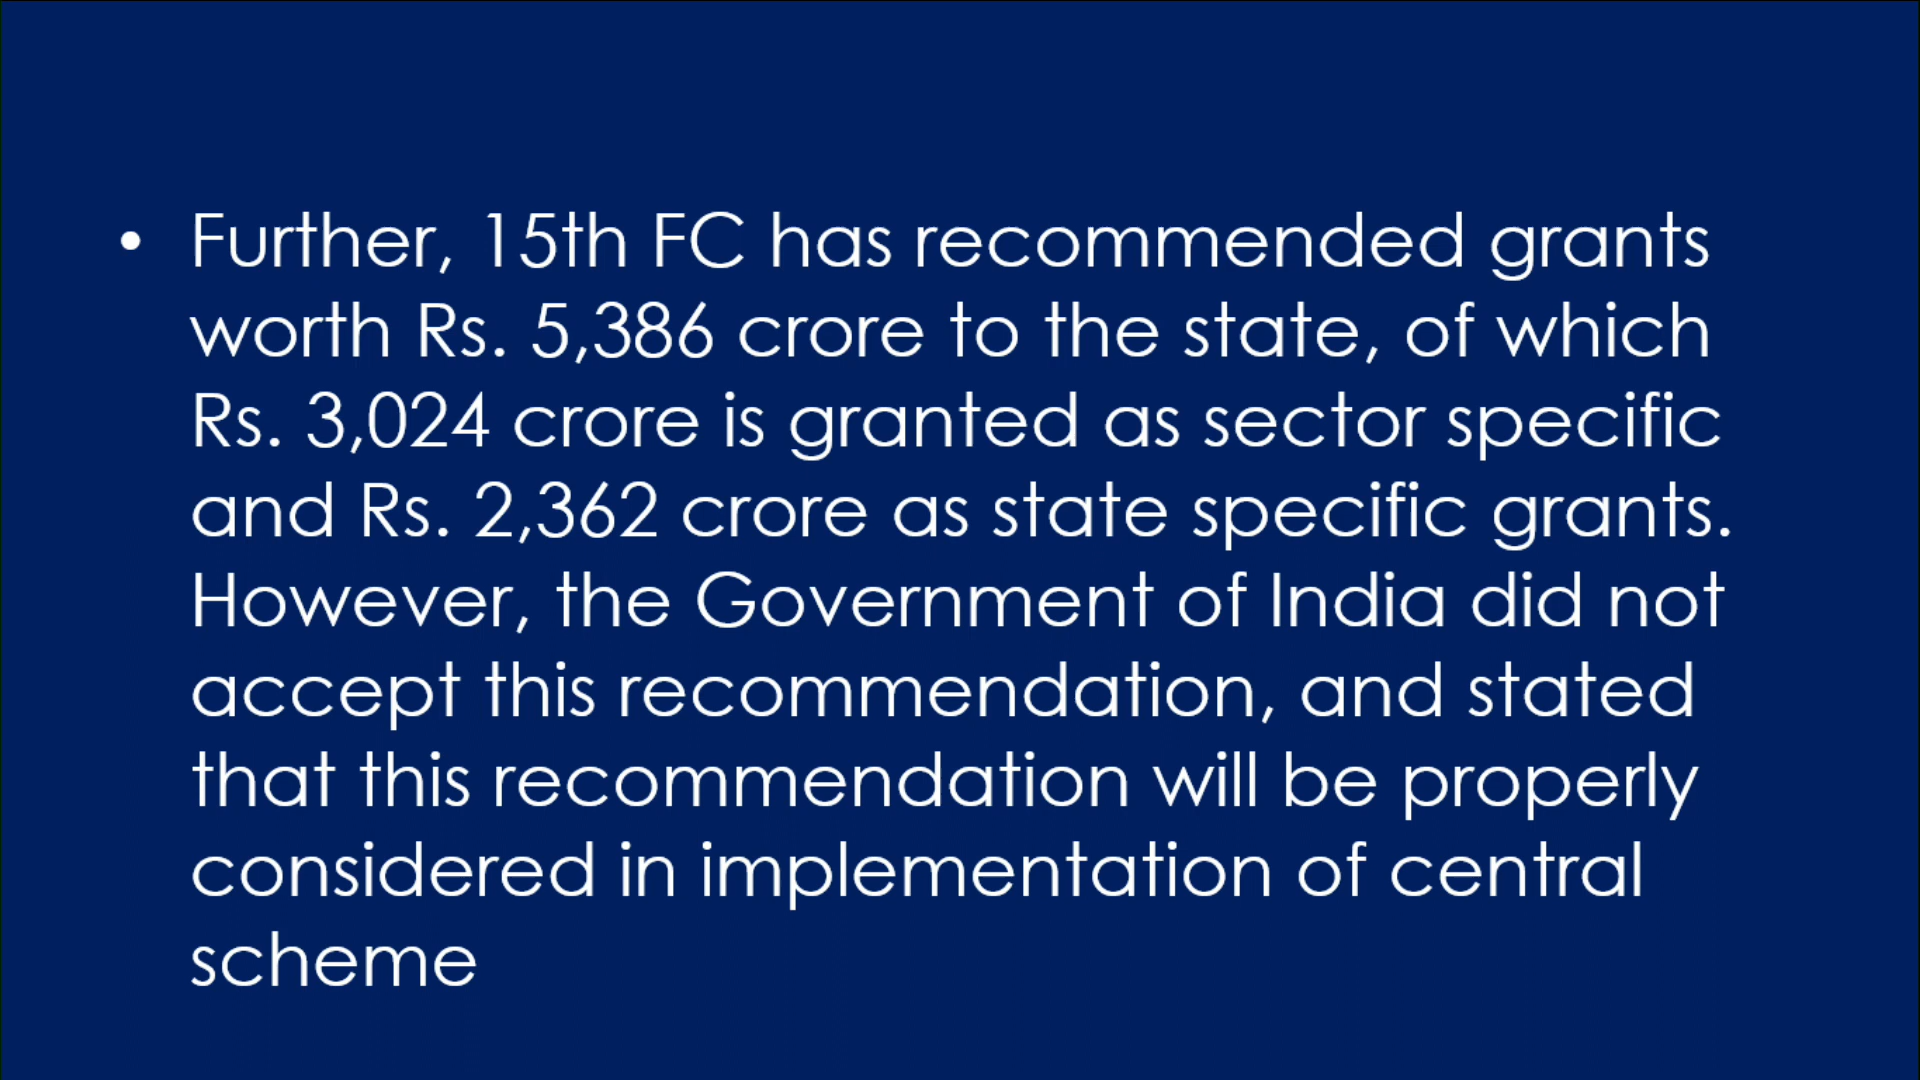 • Further, 15th FC has recommended grants
worth Rs. 5,386 crore to the state, of which
Rs. 3,024 crore is granted as sector specific
and Rs. 2,362 crore as state specific grants.
However, the Government of India did not
accept this recommendation, and stated
that this recommendation will be properly
considered in implementation of central
scheme